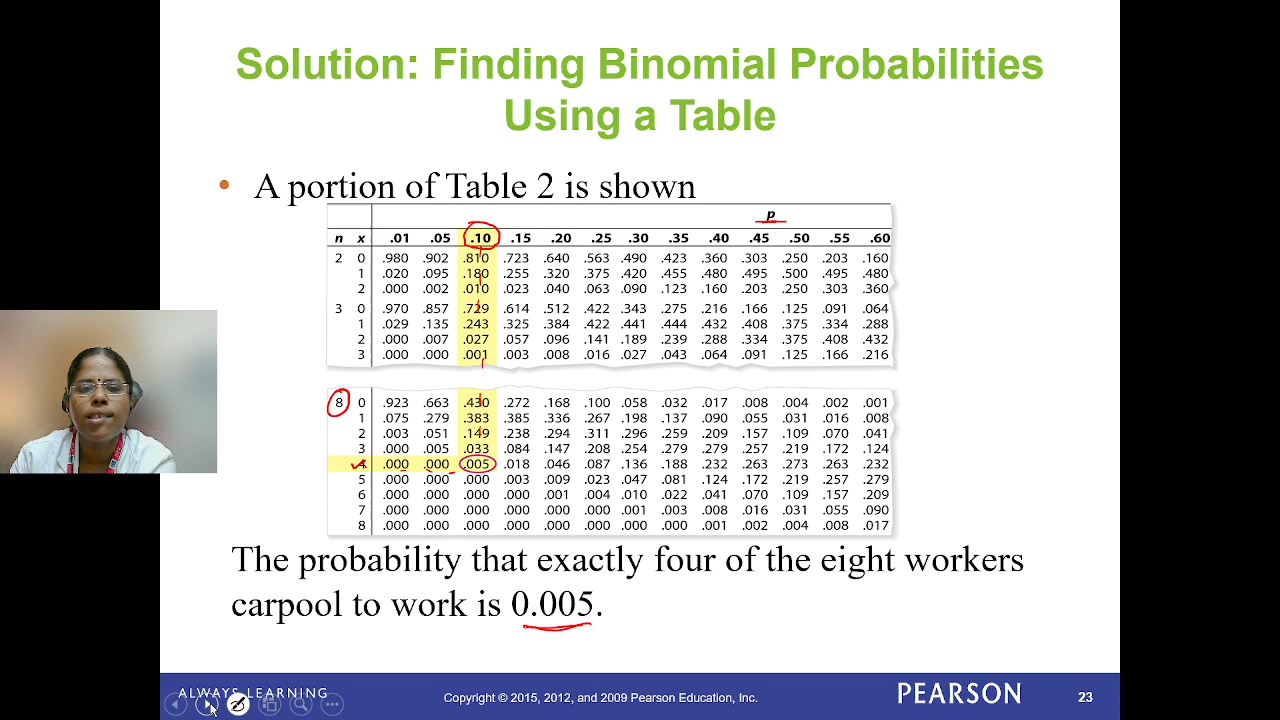 Solution: Finding Binomial Probabilities
Using a Table
• A portion of Table 2 is shown
p
n x .01 .05 .10 .15 .20 .25 .30 .35 .40 .45 .50 .55 .60
2 0 .980 .902 .810 .723 .640 .563 .490 .423 .360 .303 .250 .203 .160
1 .020 .095 .180 .255 .320 .375 .420 .455 .480 .495 .500 .495 .480
2 .000 .002 .010 .023 .040 .063 .090 .123 .160 .203 .250 .303 .360
3 0 .970 .857 .729 .614 .512 .422 .343 .275 .216 .166 .125 .091 .064
1 .029 .135 .243 .325 .384 .422 .441 .444 .432 .408 .375 .334 .288
2 .000 .007 .027 .057 .096 .141 .189 .239 .288 .334 .375 .408 .432
3 .000 .000 .001 .003 .008 .016 .027 .043 .064 .091 .125 .166 .216
8 0 .923 .663 .430 .272 .168 .100 .058 .032 .017 .008 .004 .002 .001
1 .075 .279 .383 .385 .336 .267 .198 .137 .090 .055 .031 .016 .008
2 .003 .051 .149 .238 .294 .311 .296 .259 .209 .157 .109 .070 .041
3 .000 .005 .033 .084 .147 .208 .254 .279 .279 .257 .219 .172 .124
4 .000 .000 .005 .018 .046 .087 .136 .188 .232 .263 .273 .263 .232
5 .000 .000 .000 .003 .009 .023 .047 .081 .124 .172 .219 .257 .279
6 .000 .000 .000 .000 .001 .004 .010 .022 .041 .070 .109 .157 .209
7 .000 .000 .000 .000 .000 .000 .001 .003 .008 .016 .031 .055 .090
8 .000 .000 .000 .000 .000 .000 .000 .000 .001 .002 .004 .008 .017
The probability that exactly four of the eight workers
carpool to work is 0.005.
ALWAYS LEARNING Copyright © 2015, 2012, and 2009 Pearson Education, Inc. PEARSON 23